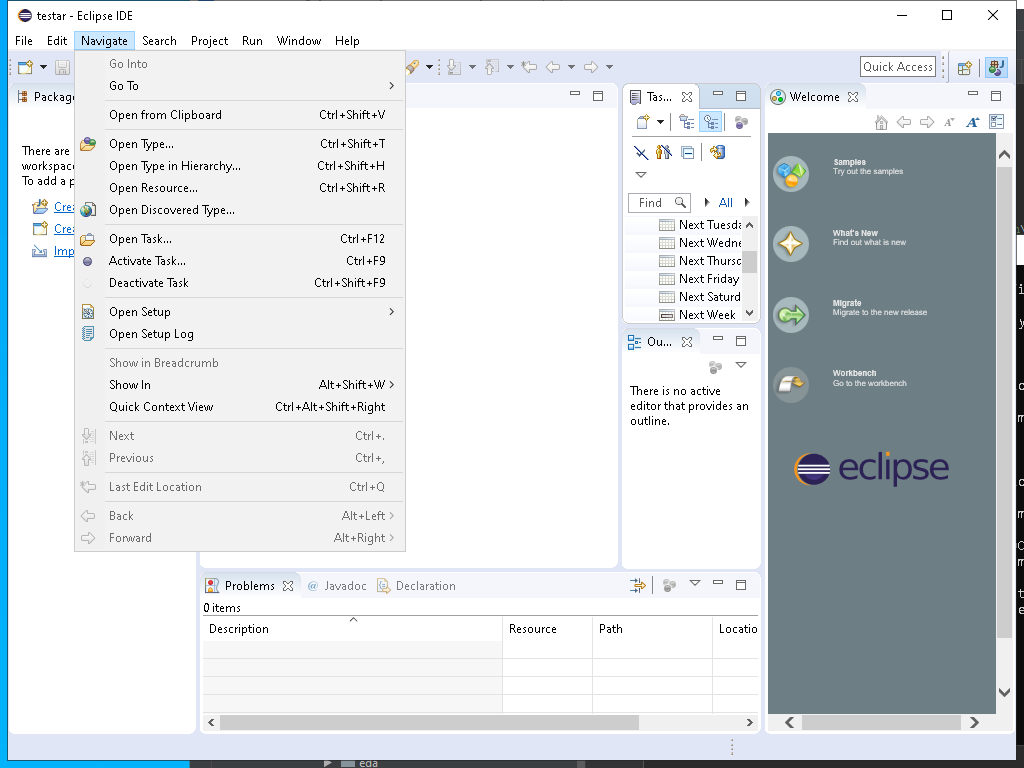 testar - Eclipse IDE
File Edit Navigate Search Project Run Window Help
Quick Access
Go Into
Go To
Open from Clipboard Ctrl+Shift+V
Open Type... Ctrl+Shift+T
Open Type in Hierarchy... Ctrl+Shift+H
Open Resource... Ctrl+Shift+R
Open Discovered Type...
Open Task... Ctrl+F12
Activate Task... Ctrl+F9
Deactivate Task Ctrl+Shift+F9
Open Setup
Open Setup Log
Show in Breadcrumb
Show In Alt+Shift+W
Quick Context View Ctrl+Alt+Shift+Right
Next Ctrl+.
Previous Ctrl+,
Last Edit Location Ctrl+Q
Back Alt+Left
Forward Alt+Right
Packag
There are
workspac
To add a p
Crea
Crea
Imp
Tas...
Find All
Next Tuesda
Next Wedne
Next Thursd
Next Friday
Next Saturd
Next Week
Ou...
There is no active
editor that provides an
outline.
Welcome
Samples
Try out the samples
What's New
Find out what is new
Migrate
Migrate to the new release
Workbench
Go to the workbench
eclipse
Problems @ Javadoc Declaration
0 items
Description Resource Path Locatio
eda